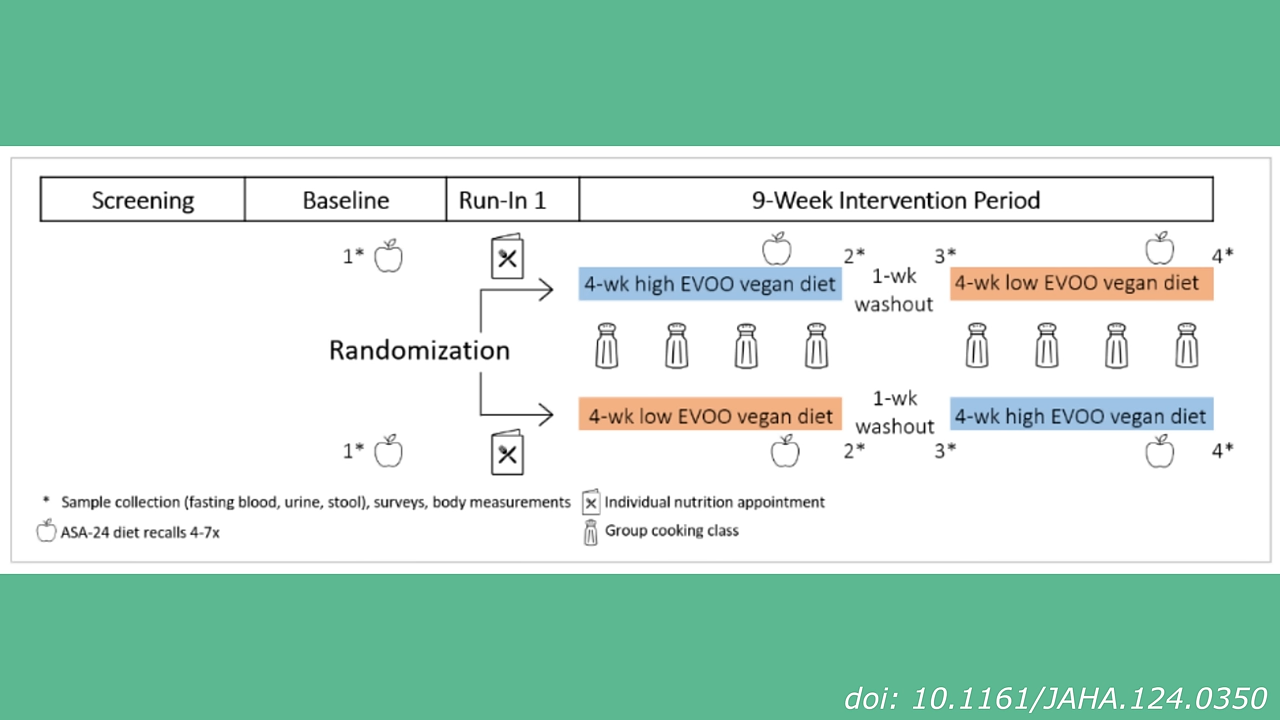 Screening Baseline Run-In 1 9-Week Intervention Period
1* 2* 3* 4*
4-wk high EVOO vegan diet 1-wk washout 4-wk low EVOO vegan diet
Randomization
4-wk low EVOO vegan diet 1-wk washout 4-wk high EVOO vegan diet
1* 2* 3* 4*
* Sample collection (fasting blood, urine, stool), surveys, body measurements Individual nutrition appointment
ASA-24 diet recalls 4-7x Group cooking class
doi: 10.1161/JAHA.124.0350